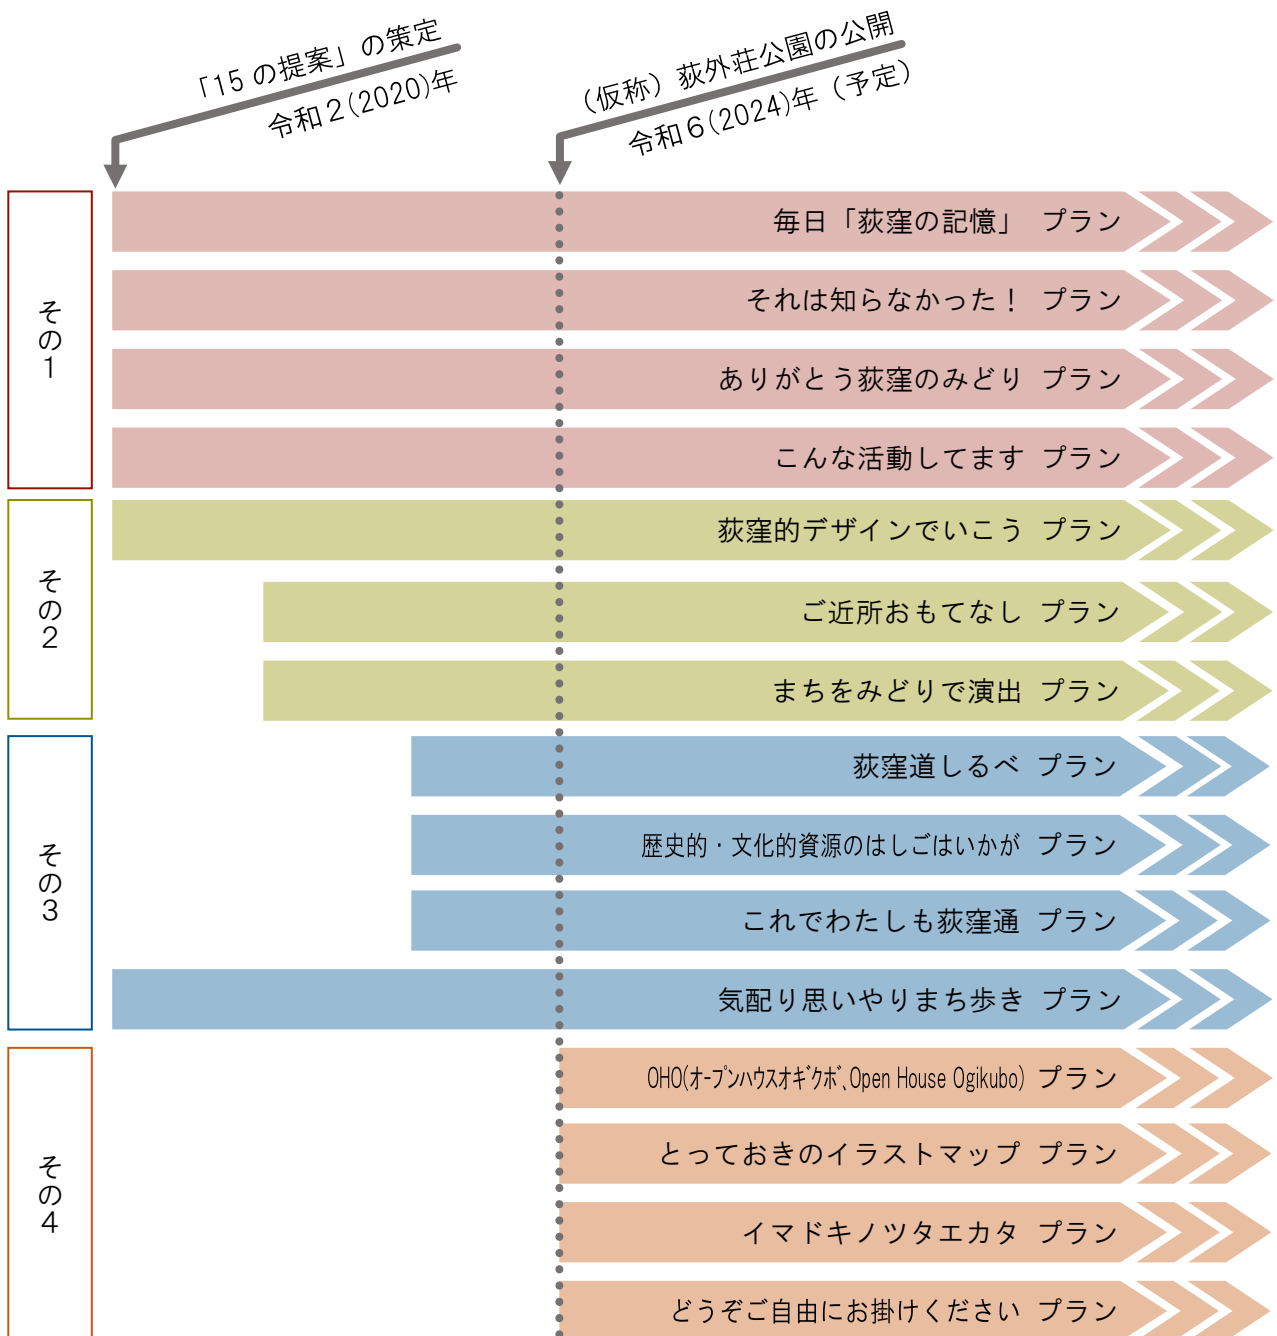 「15 の提案」の策定
令和２(2020)年
（仮称）荻外荘公園の公開
令和６(2024)年（予定）
その１
毎日「荻窪の記憶」 プラン
それは知らなかった！ プラン
ありがとう荻窪のみどり プラン
こんな活動してます プラン
その２
荻窪的デザインでいこう プラン
ご近所おもてなし プラン
まちをみどりで演出 プラン
その３
荻窪道しるべ プラン
歴史的・文化的資源のはしごはいかが プラン
これでわたしも荻窪通 プラン
気配り思いやりまち歩き プラン
その４
OHO(ｵｰﾌﾟﾝﾊｳｽｵｷﾞｸﾎﾞ､Open House Ogikubo) プラン
とっておきのイラストマップ プラン
イマドキノツタエカタ プラン
どうぞご自由にお掛けください プラン